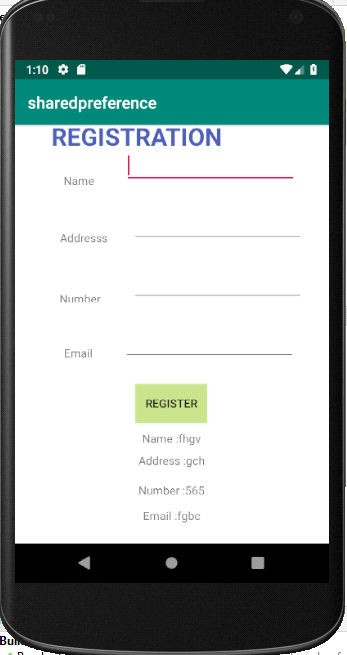 1:10
sharedpreference
REGISTRATION
Name
Addresss
Number
Email
REGISTER
Name :fhgv
Address :gch
Number :565
Email :fgbc